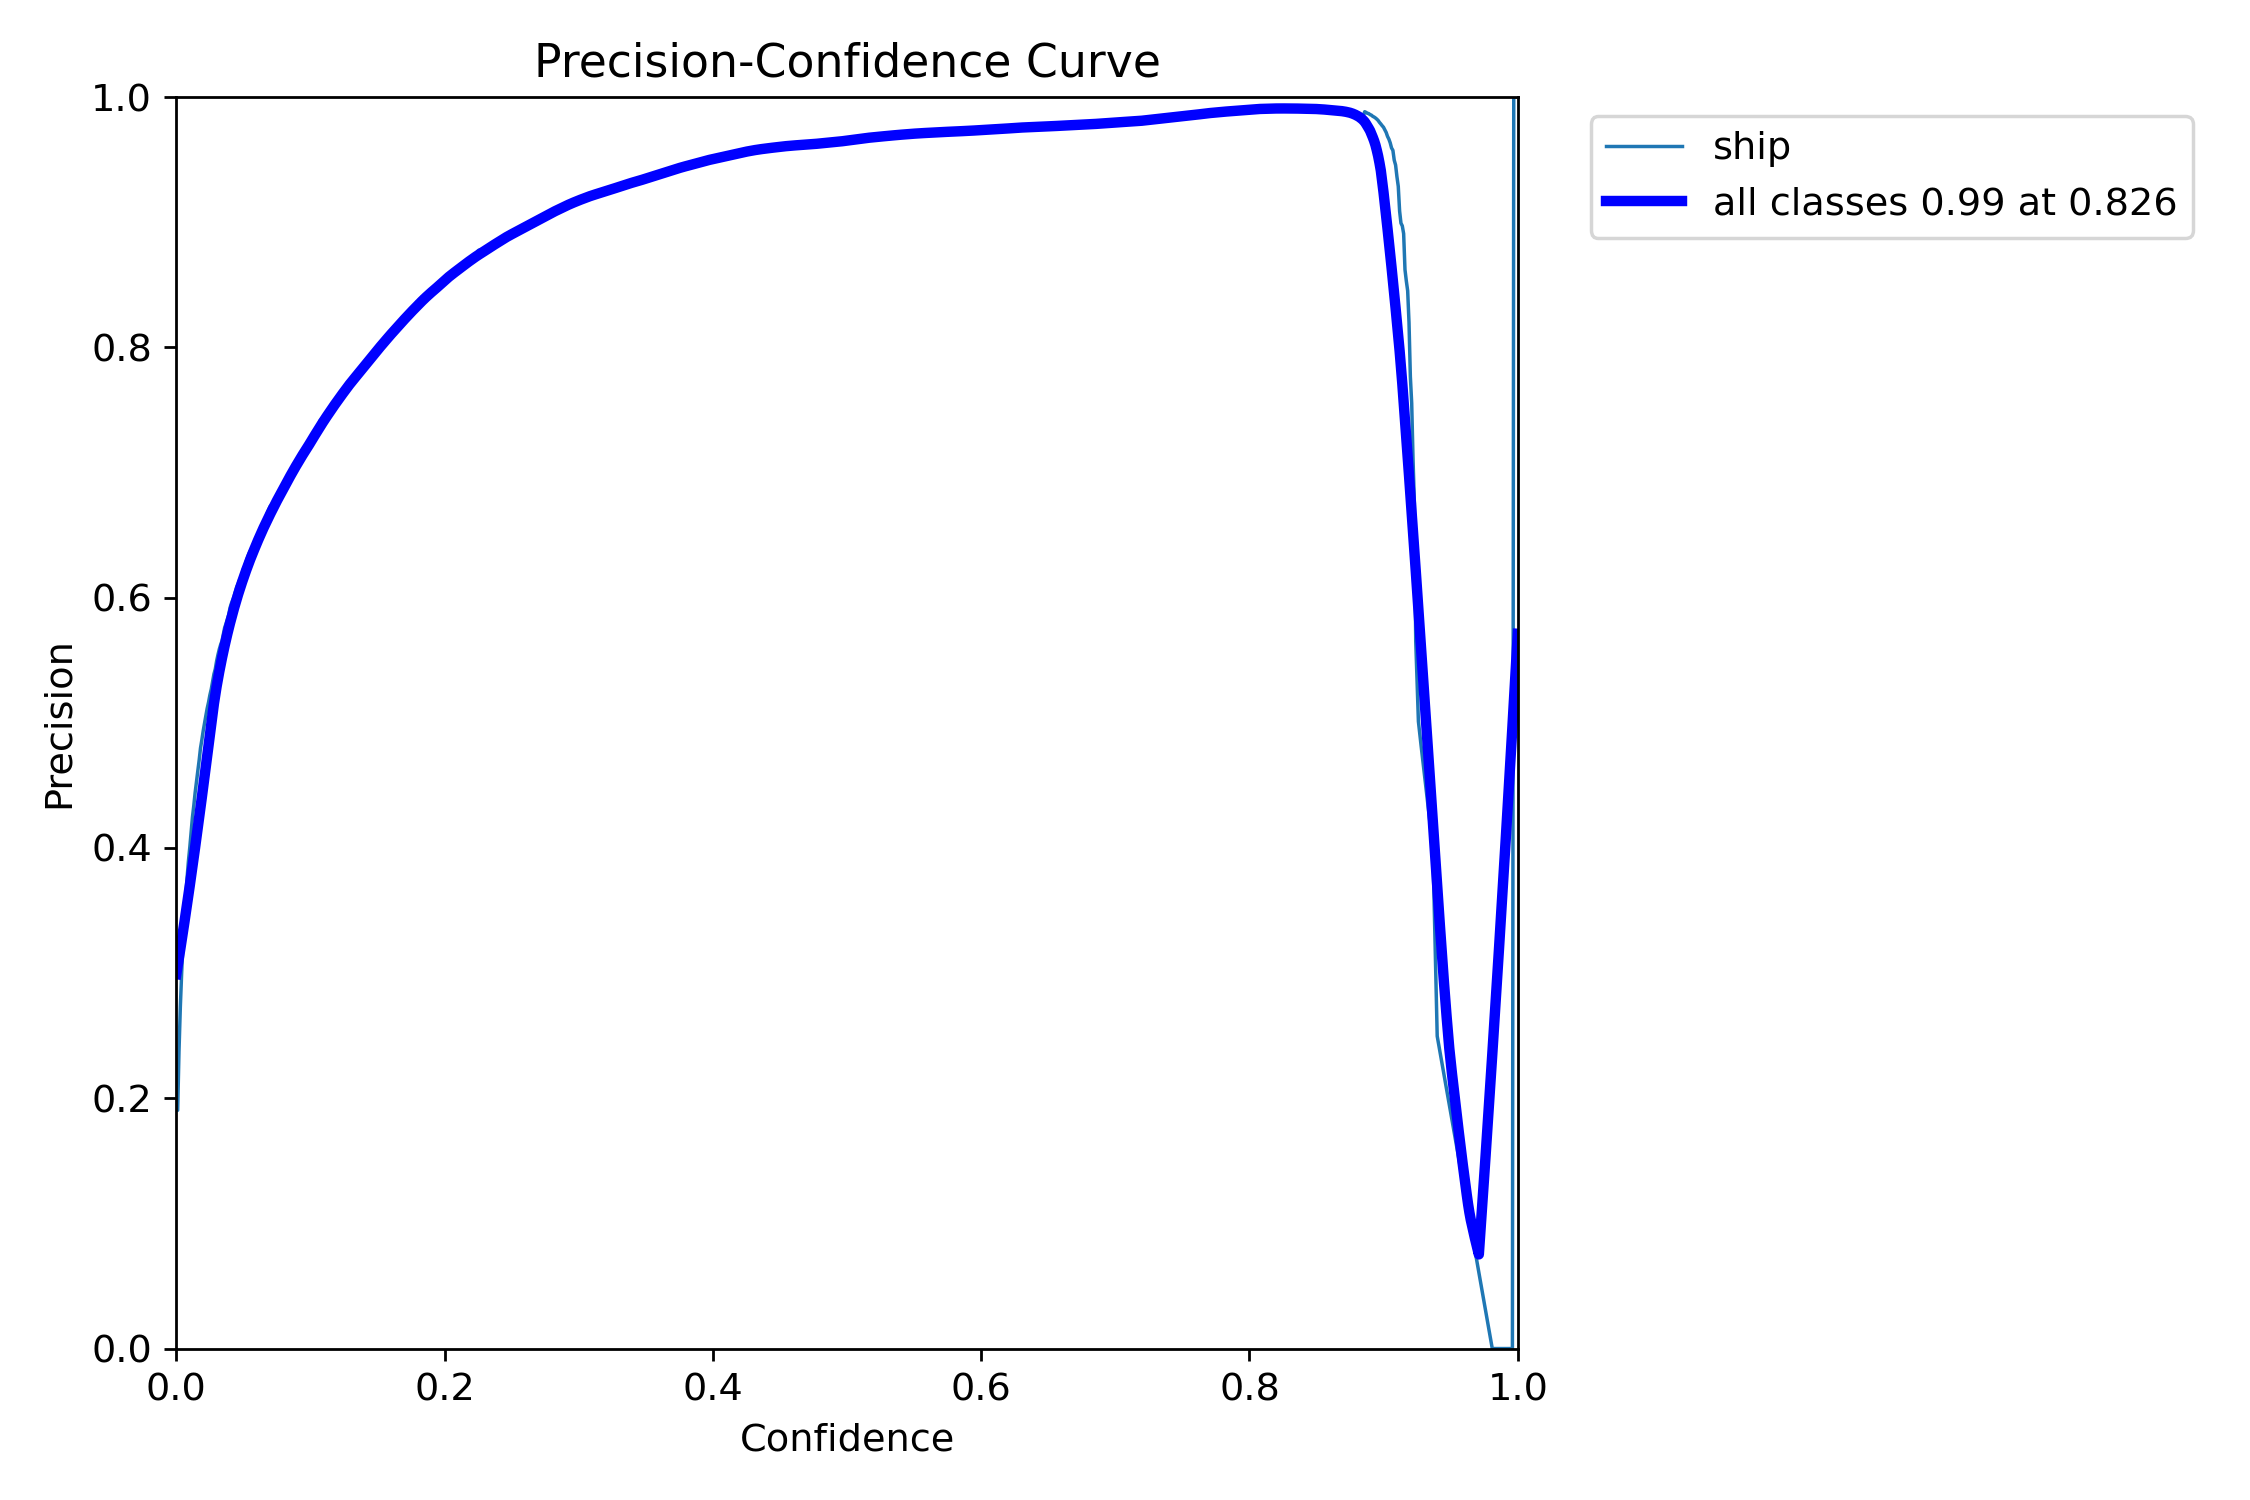 Precision-Confidence Curve
1.0
0.8
0.6
0.4
0.2
0.0
Precision
0.0 0.2 0.4 0.6 0.8 1.0
Confidence
ship
all classes 0.99 at 0.826